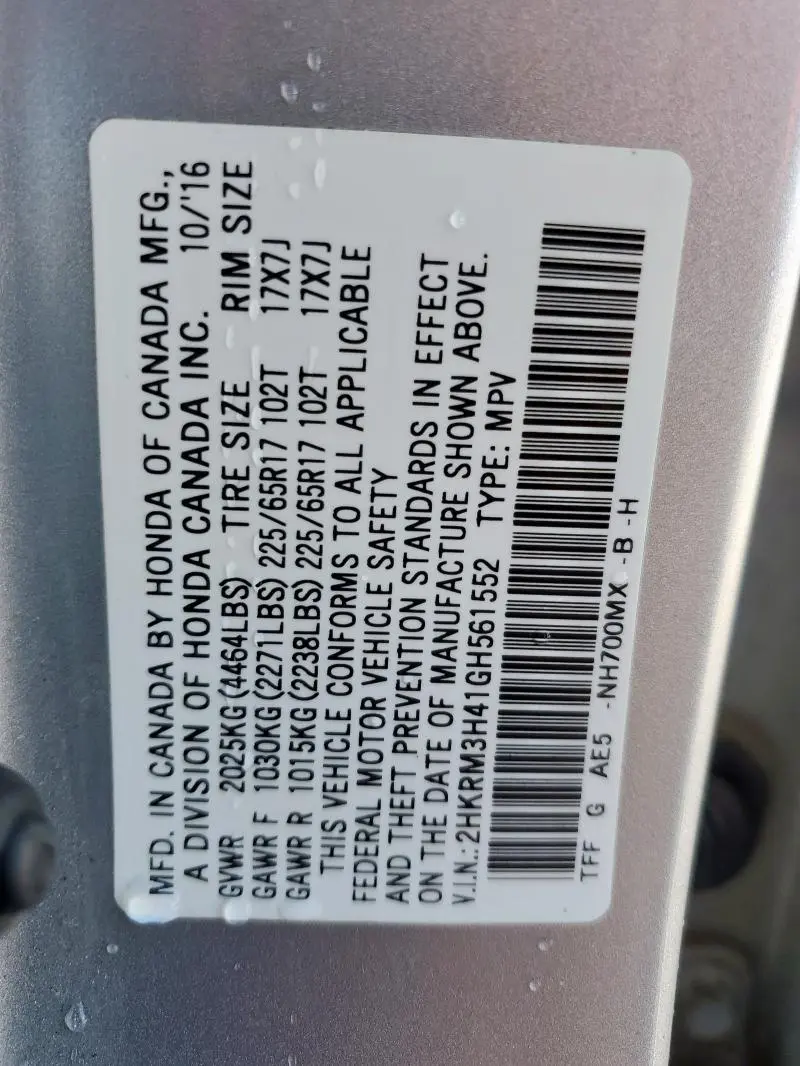 MFD. IN CANADA BY HONDA OF CANADA MFG.,
A DIVISION OF HONDA CANADA INC. 10/'16
GVWR 2025KG (4464LBS) TIRE SIZE RIM SIZE
GAWR F 1030KG (2271LBS) 225/65R17 102T 17X7J
GAWR R 1015KG (2238LBS) 225/65R17 102T 17X7J
THIS VEHICLE CONFORMS TO ALL APPLICABLE
FEDERAL MOTOR VEHICLE SAFETY
AND THEFT PREVENTION STANDARDS IN EFFECT
ON THE DATE OF MANUFACTURE SHOWN ABOVE.
V.I.N.: 2HKRM3H41GH561552 TYPE: MPV
TFF G AE5 -NH700MX -B -H